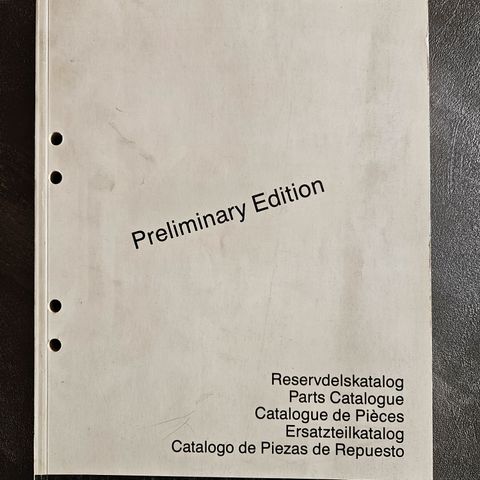 Preliminary Edition
Reservdelskatalog
Parts Catalogue
Catalogue de Pièces
Ersatzteilkatalog
Catalogo de Piezas de Repuesto